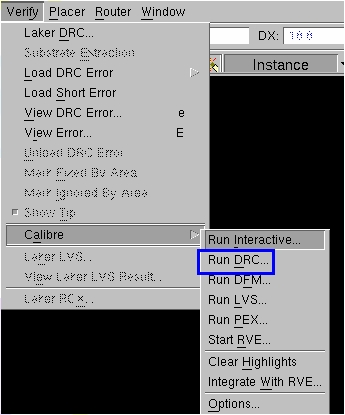 Verify Placer Router Window
Laker DRC...
DX: 10.0
Substrate Extraction
Load DRC Error
Instance
Load Short Error
View DRC Error... e
View Error... E
Unload DRC Error
Mark Fixed By Area
Mark Ignored By Area
Show Tip
Calibre
Run Interactive...
Laker LVS...
Run DRC...
View Laker LVS Result...
Run DFM...
Laker RCX...
Run LVS...
Run PEX...
Start RVE...
Clear Highlights
Integrate With RVE...
Options...